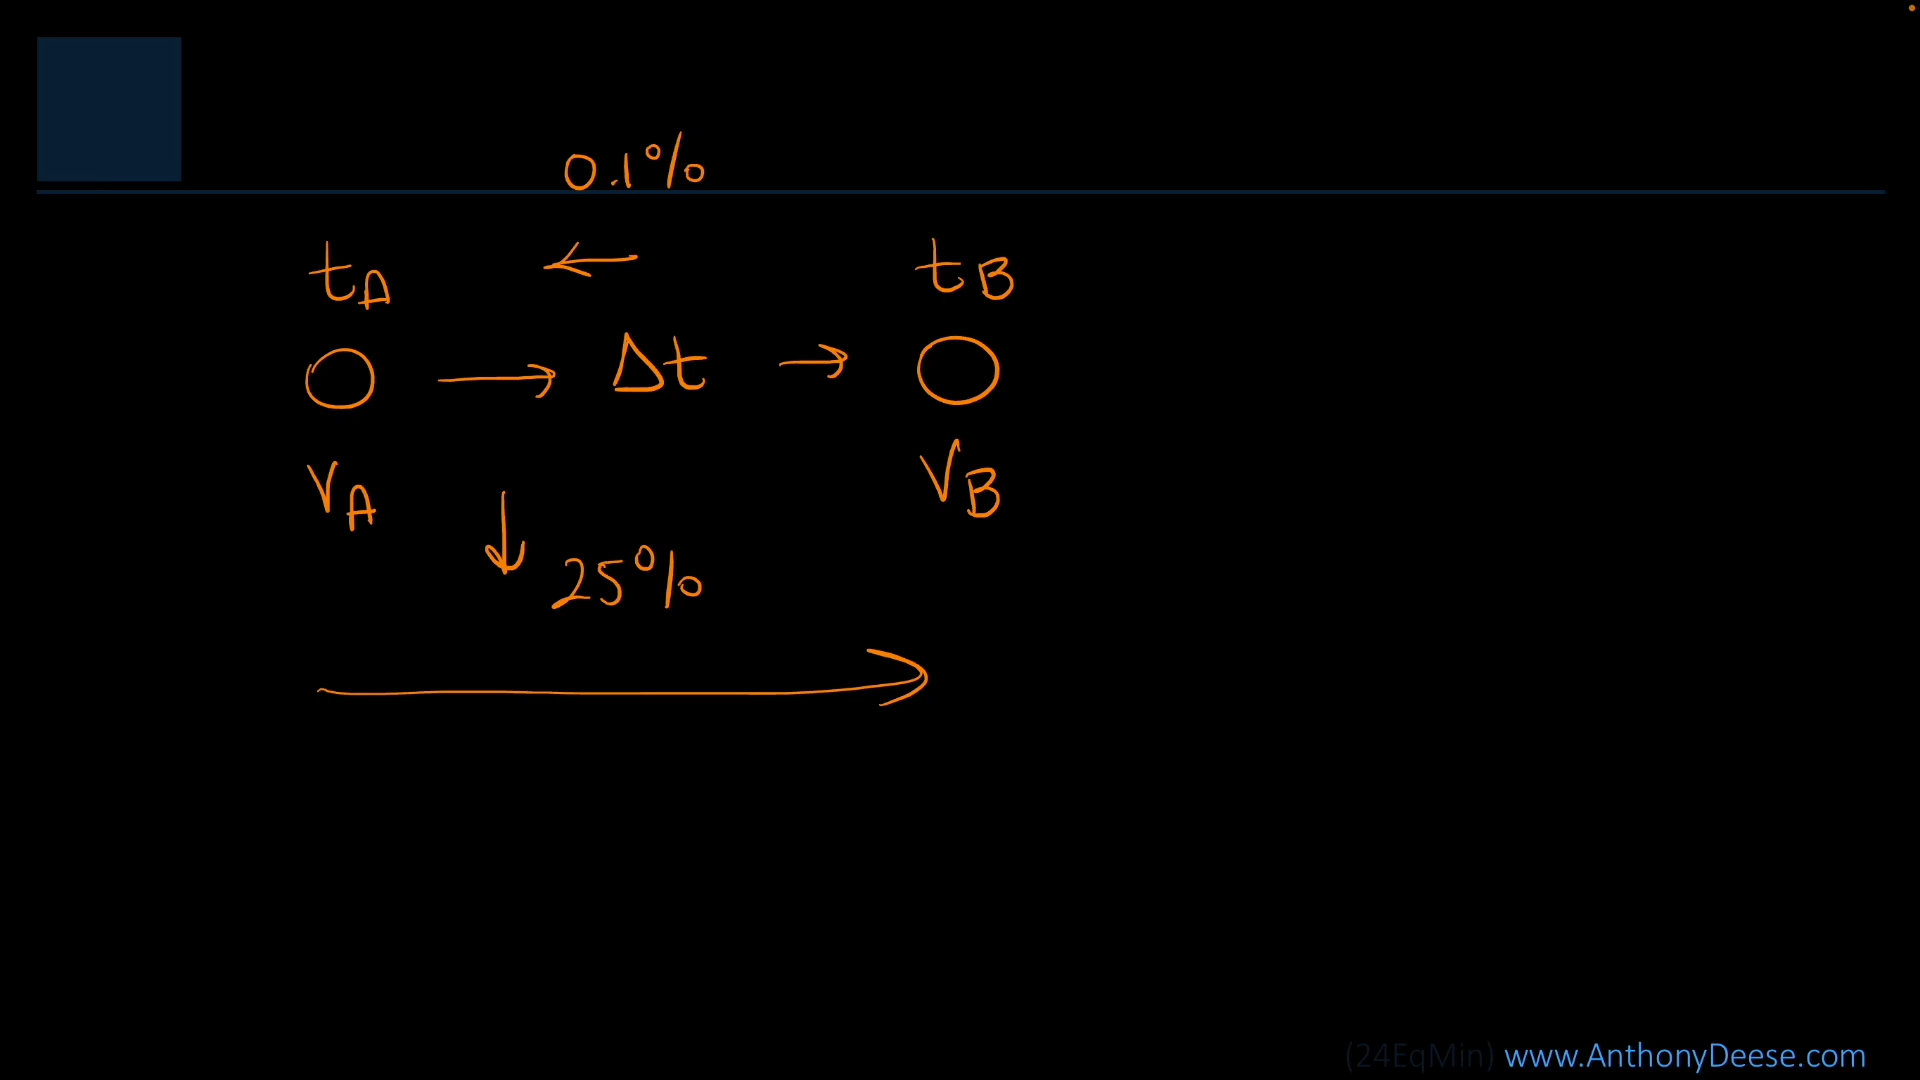 0.1%
tA ← tB
→ Δt →
vA vB
↓ 25%
(24EqMin) www.AnthonyDeese.com